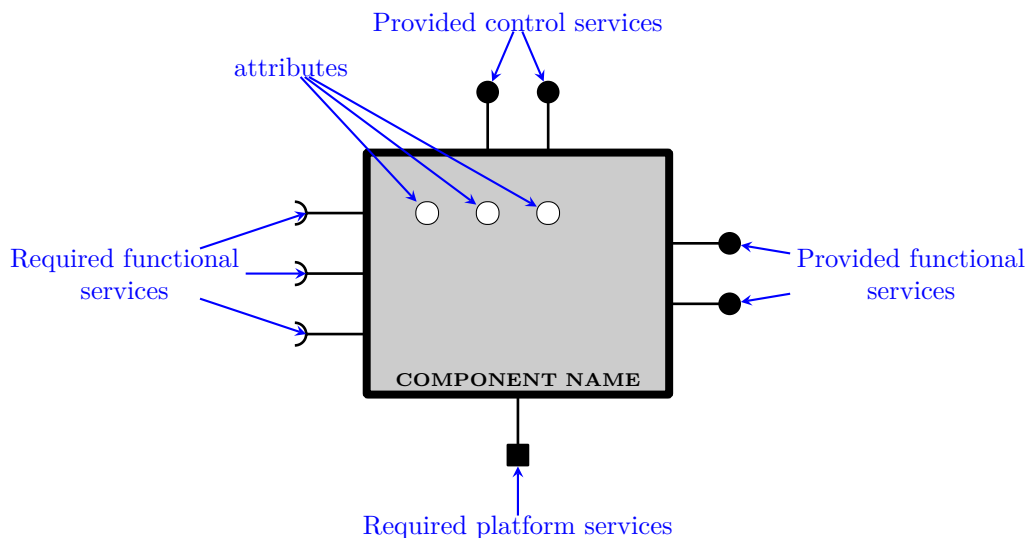 Provided control services
attributes
Required functional
services
Provided functional
services
COMPONENT NAME
Required platform services